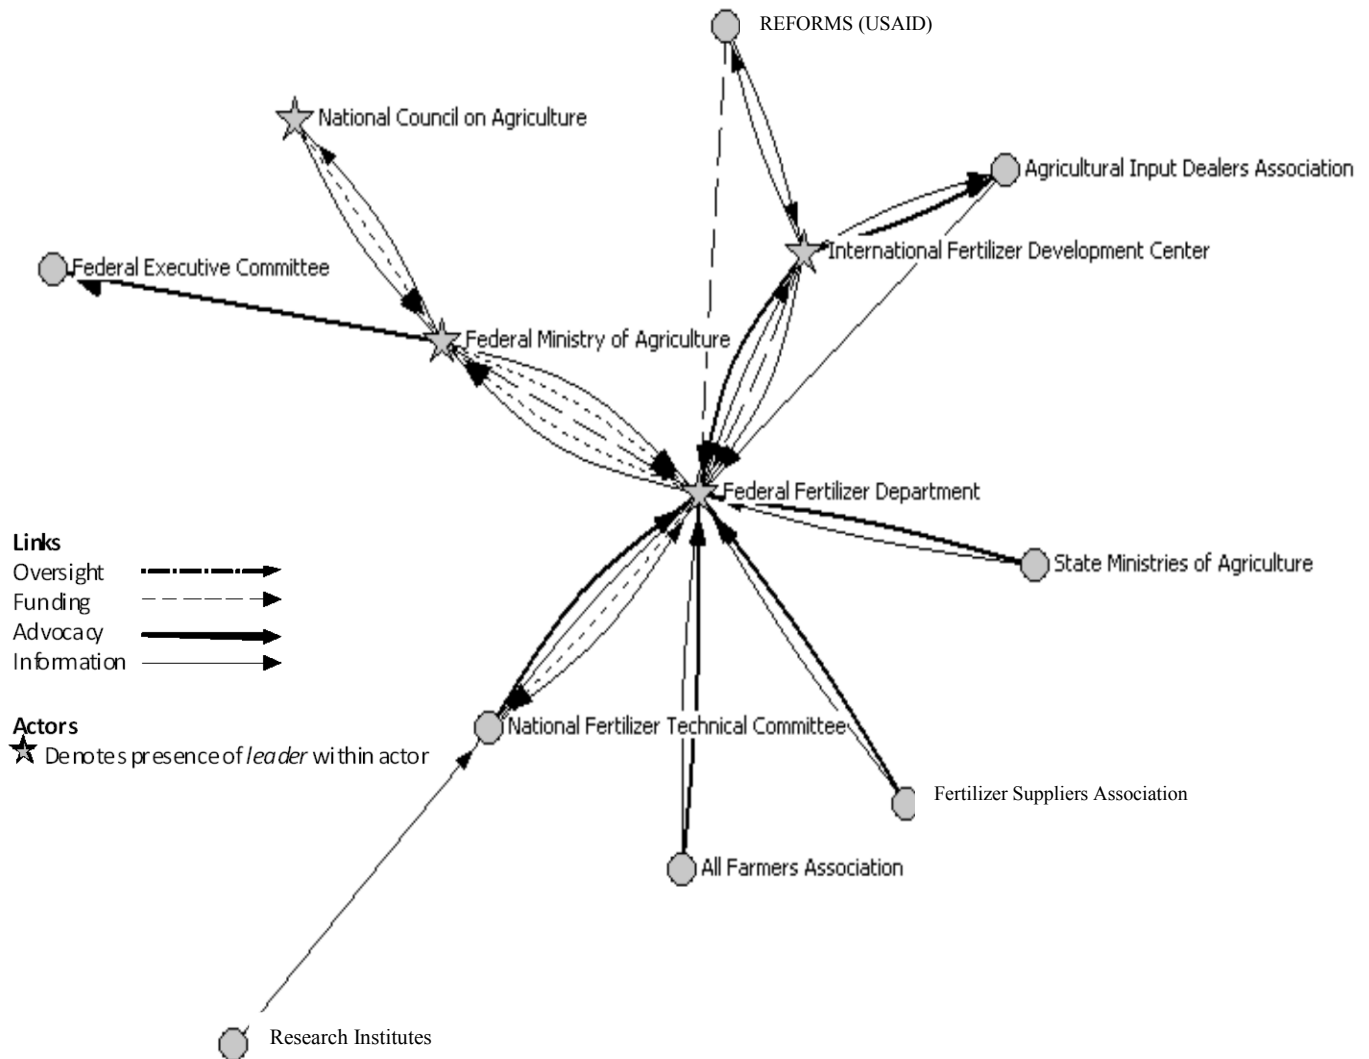 REFORMS (USAID)
National Council on Agriculture
Agricultural Input Dealers Association
International Fertilizer Development Center
Federal Executive Committee
Federal Ministry of Agriculture
Federal Fertilizer Department
Links
Oversight
Funding
Advocacy
Information
State Ministries of Agriculture
Actors
Denotes presence of leader within actor
National Fertilizer Technical Committee
Fertilizer Suppliers Association
All Farmers Association
Research Institutes